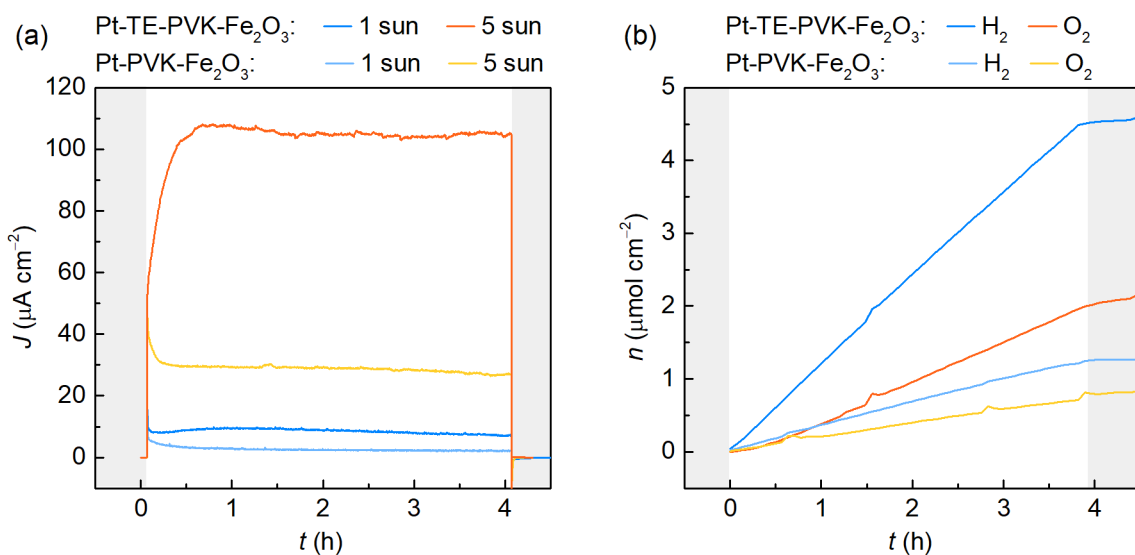 (a)
Pt-TE-PVK-Fe₂O₃: 1 sun 5 sun
Pt-PVK-Fe₂O₃: 1 sun 5 sun
120
100
80
60
40
20
0
J (μA cm⁻²)
0 1 2 3 4
t (h)
(b)
Pt-TE-PVK-Fe₂O₃: H₂ O₂
Pt-PVK-Fe₂O₃: H₂ O₂
5
4
3
2
1
0
n (μmol cm⁻²)
0 1 2 3 4
t (h)